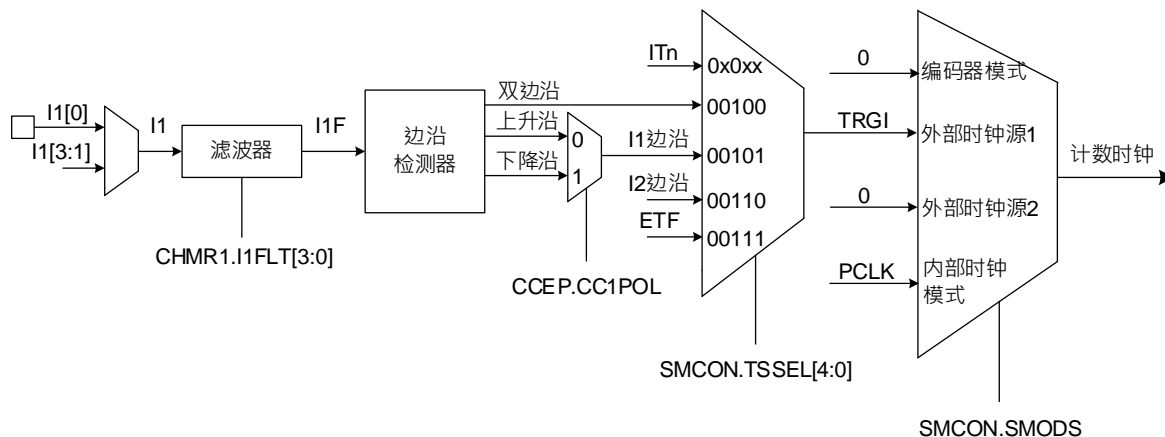 I1[0]
I1[3:1]
I1
滤波器
I1F
CHMR1.I1FLT[3:0]
边沿
检测器
双边沿
上升沿
下降沿
0
1
CCEP.CC1POL
ITn
I1边沿
I2边沿
ETF
0x0xx
00100
00101
00110
00111
SMCON.TSSEL[4:0]
0
TRGI
0
PCLK
编码器模式
外部时钟源1
外部时钟源2
内部时钟
模式
SMCON.SMODS
计数时钟